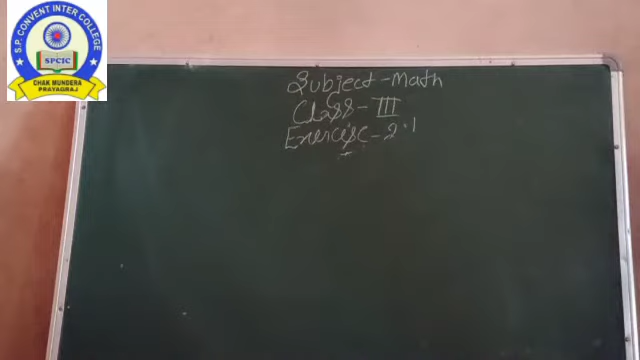 S.P. CONVENT INTER COLLEGE
SPCIC
CHAK MUNDERA
PRAYAGRAJ
Subject - Math
Class - III
Exercise - 2.1